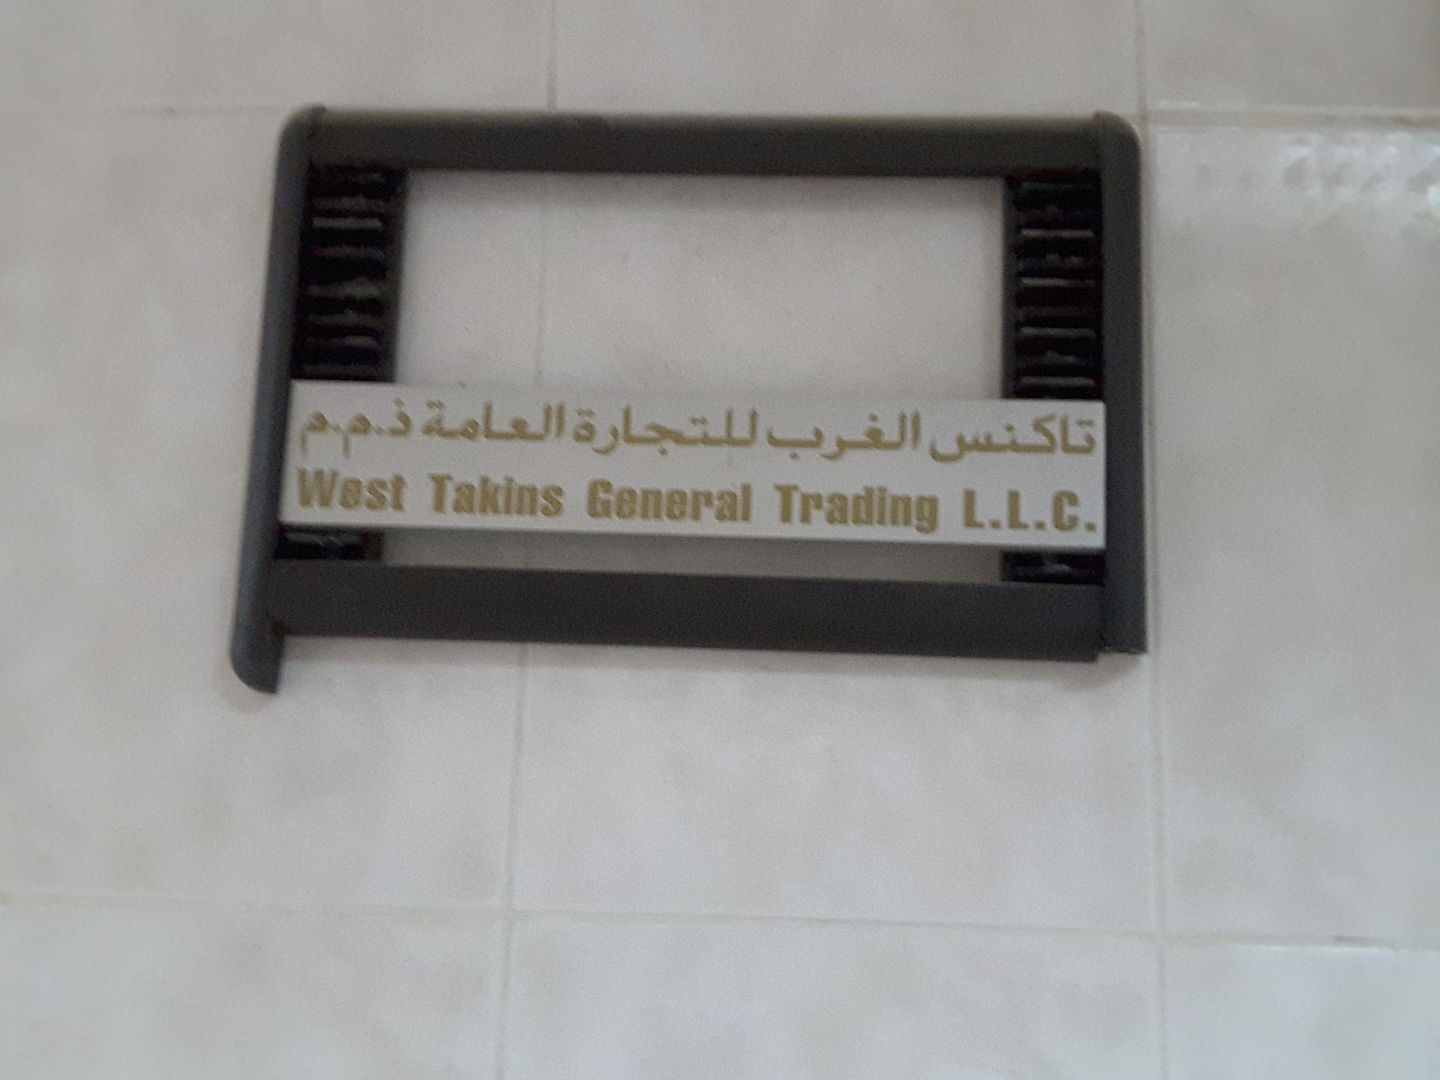 تاكنس الغرب للتجارة العامة ذ.م.م
West Takins General Trading L.L.C.